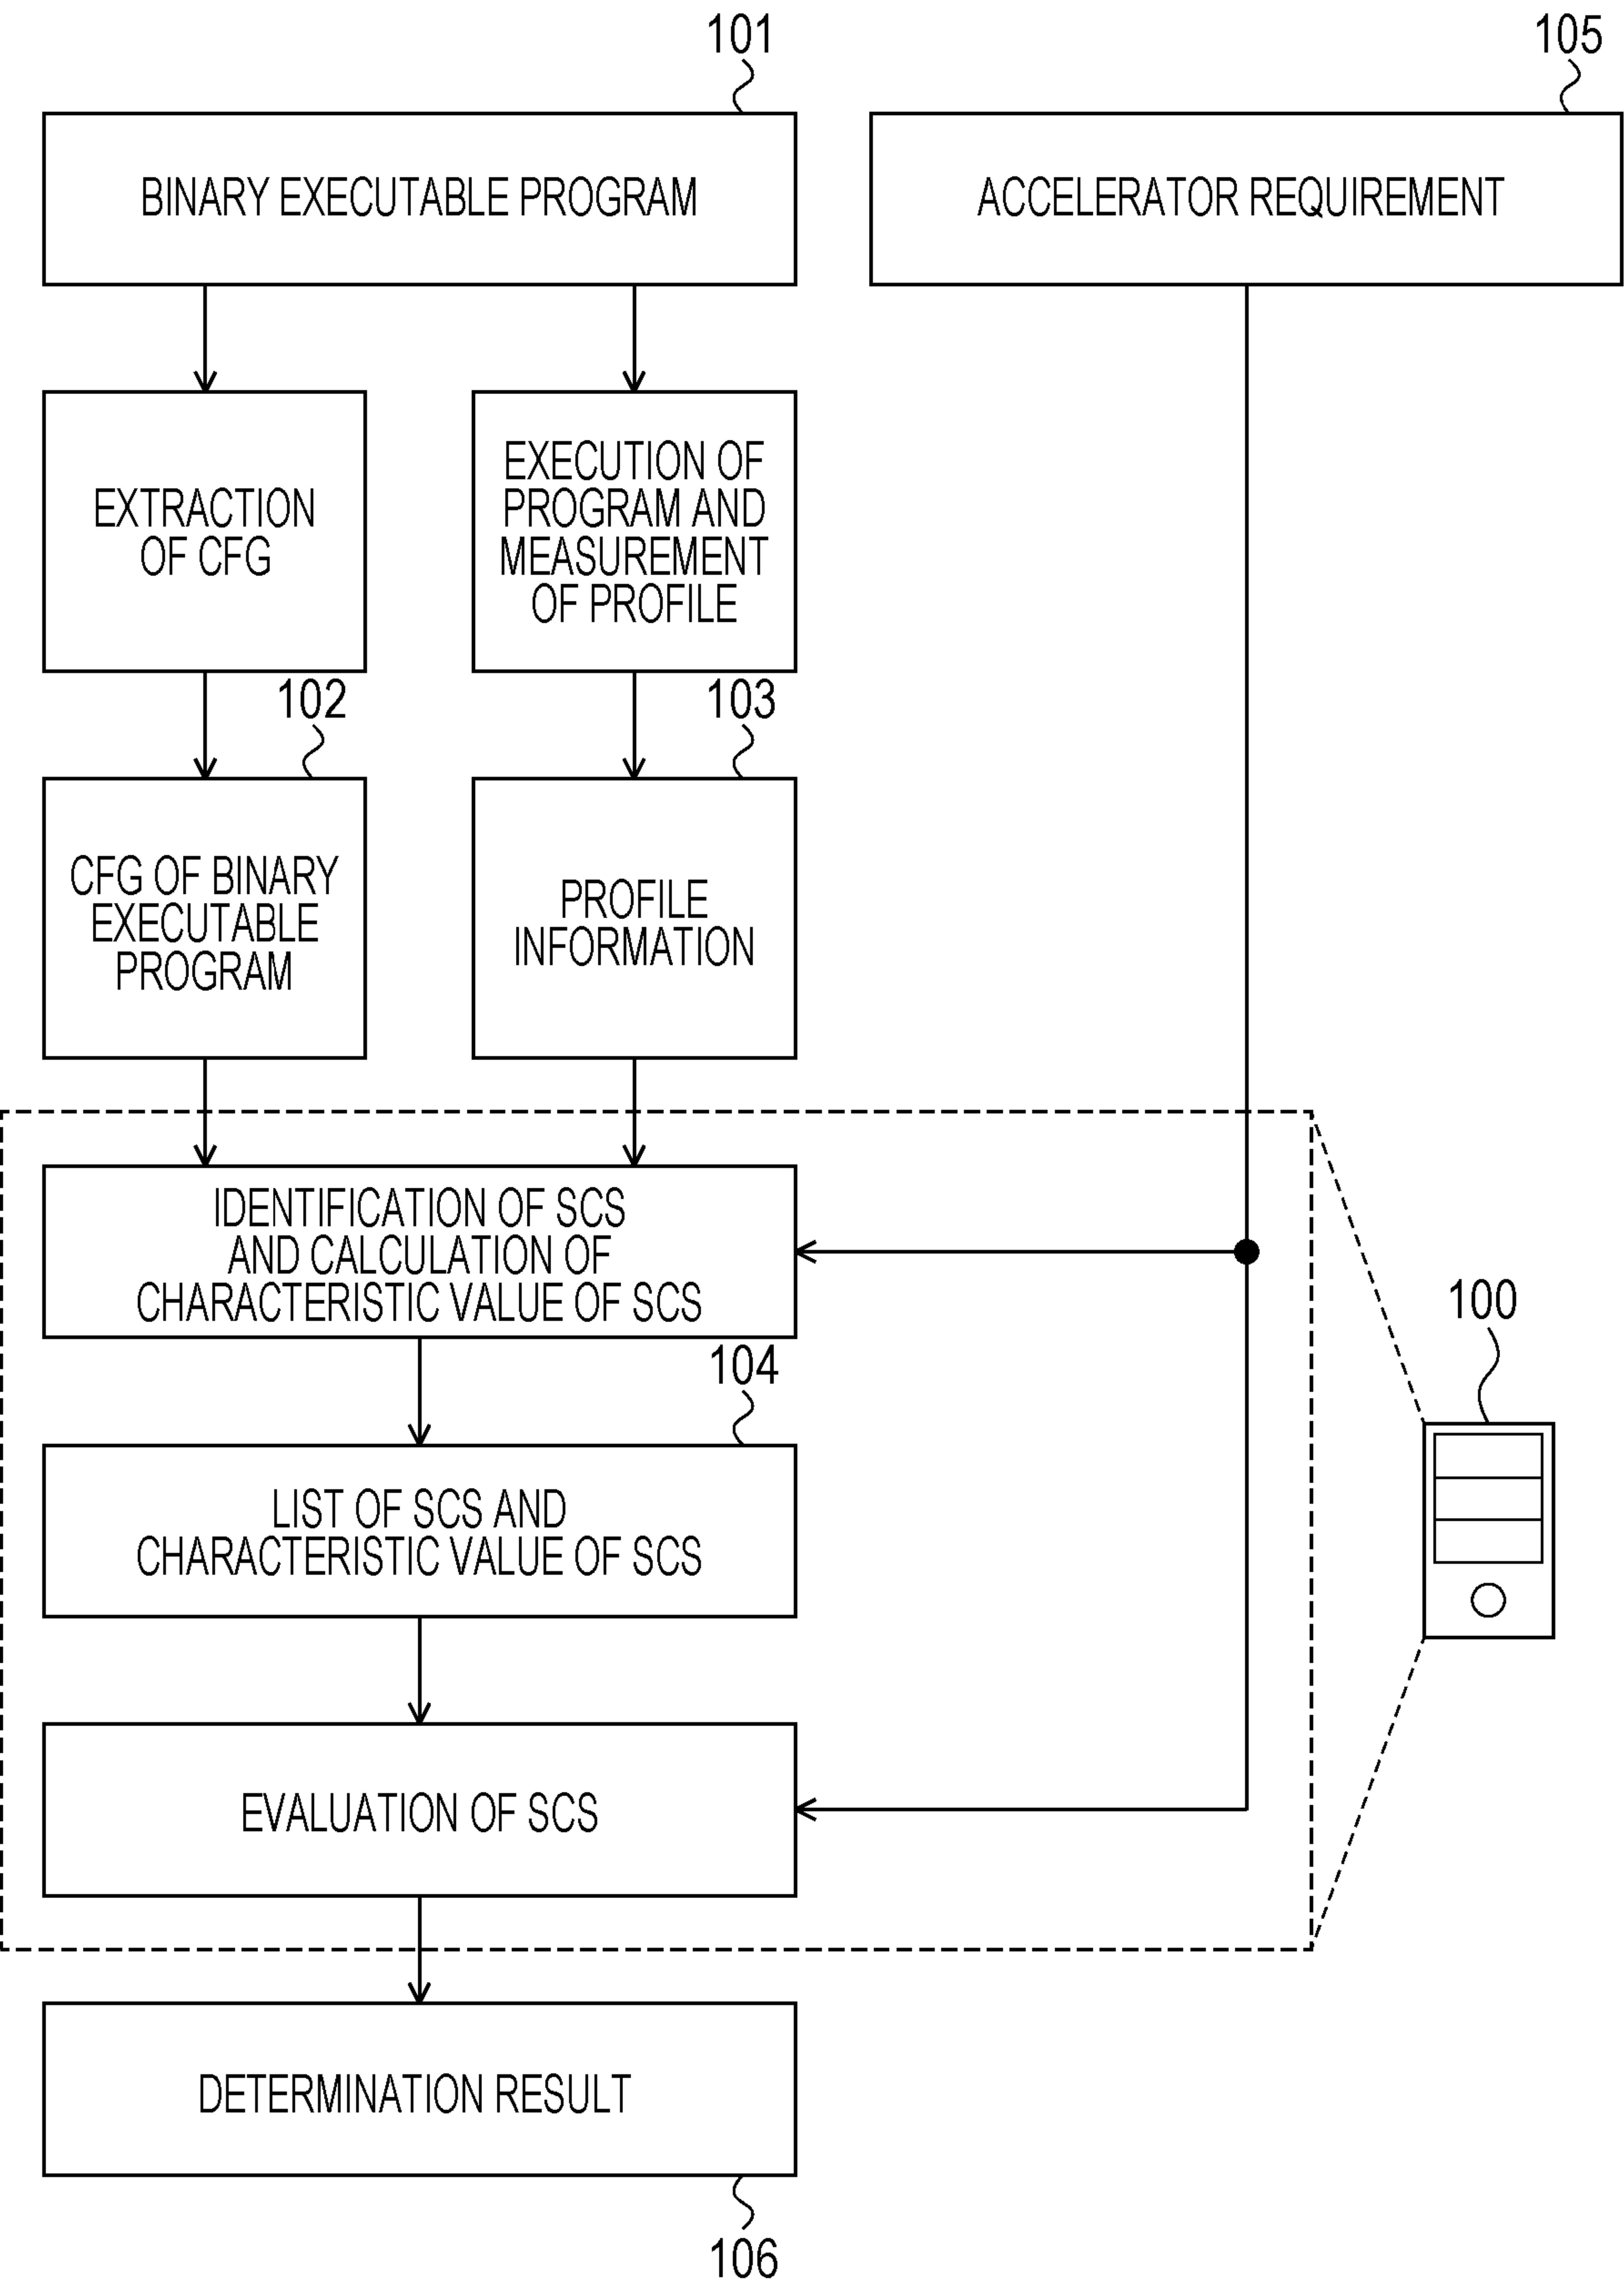 101
105
BINARY EXECUTABLE PROGRAM
ACCELERATOR REQUIREMENT
EXTRACTION
OF CFG
EXECUTION OF
PROGRAM AND
MEASUREMENT
OF PROFILE
102
103
CFG OF BINARY
EXECUTABLE
PROGRAM
PROFILE
INFORMATION
IDENTIFICATION OF SCS
AND CALCULATION OF
CHARACTERISTIC VALUE OF SCS
100
104
LIST OF SCS AND
CHARACTERISTIC VALUE OF SCS
EVALUATION OF SCS
DETERMINATION RESULT
106